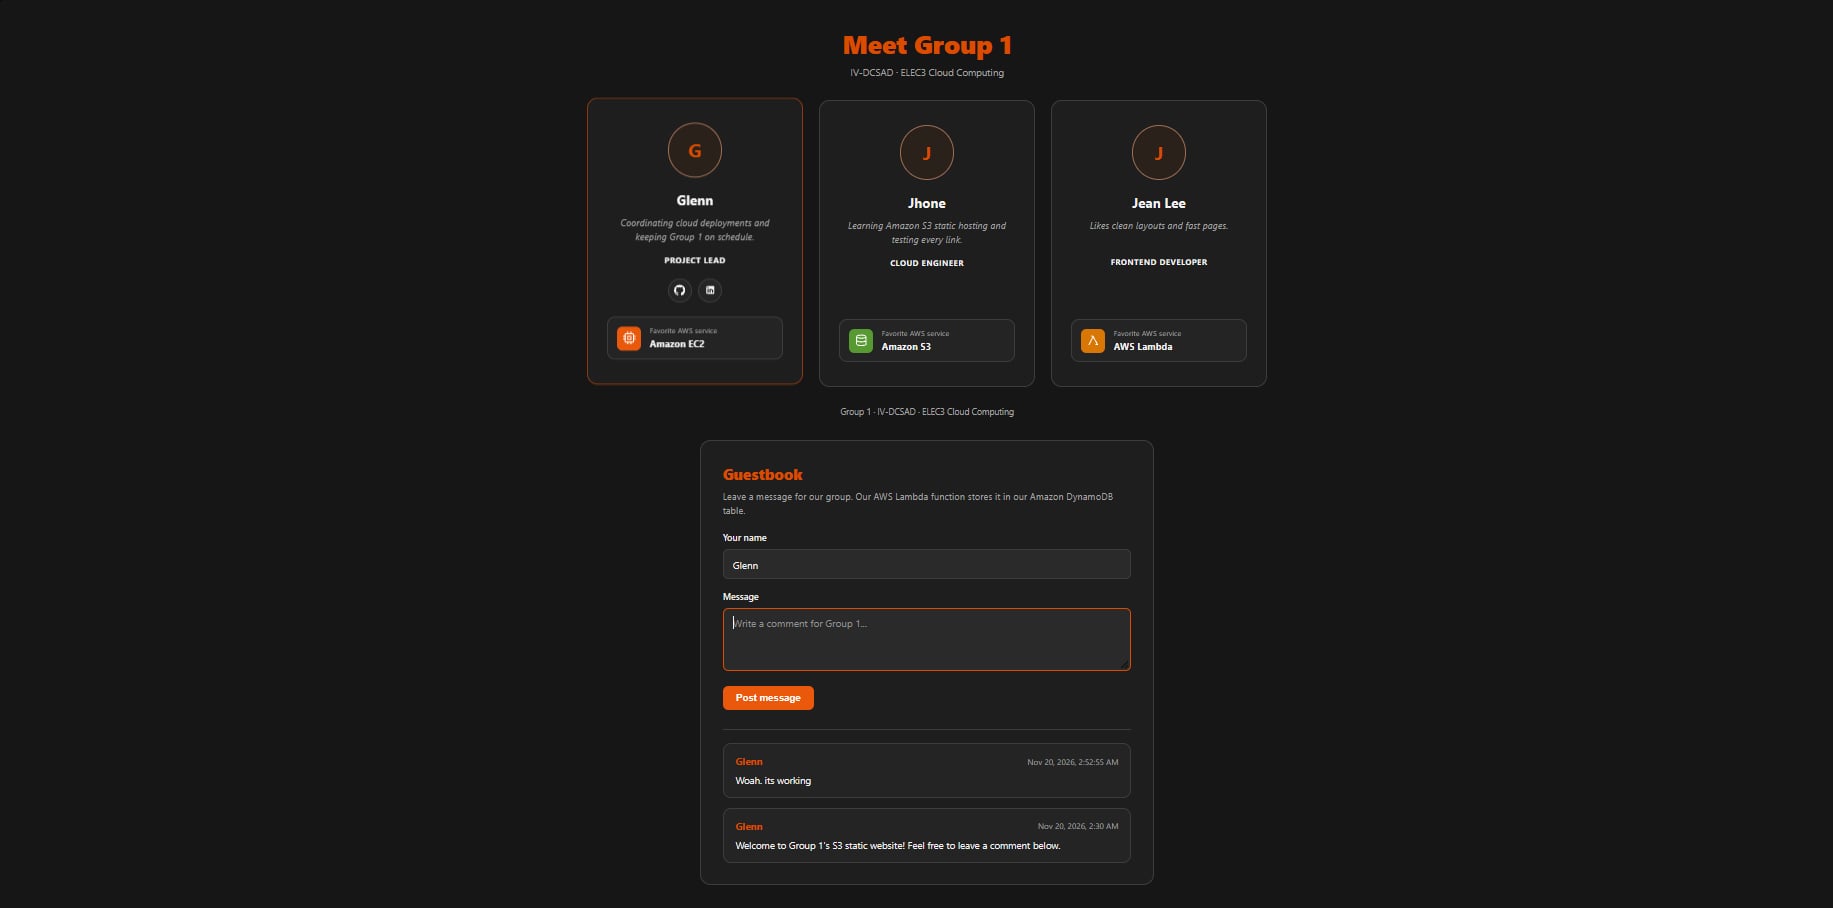 Meet Group 1
IV-DCSAD · ELEC3 Cloud Computing
G
Glenn
Coordinating cloud deployments and
keeping Group 1 on schedule.
PROJECT LEAD
in
Favorite AWS service
Amazon EC2
J
Jhone
Learning Amazon S3 static hosting and
testing every link.
CLOUD ENGINEER
Favorite AWS service
Amazon S3
J
Jean Lee
Likes clean layouts and fast pages.
FRONTEND DEVELOPER
Favorite AWS service
AWS Lambda
Group 1 · IV-DCSAD · ELEC3 Cloud Computing
Guestbook
Leave a message for our group. Our AWS Lambda function stores it in our Amazon DynamoDB
table.
Your name
Glenn
Message
Write a comment for Group 1...
Post message
Glenn
Nov 20, 2026, 2:52:55 AM
Woah. its working
Glenn
Nov 20, 2026, 2:30 AM
Welcome to Group 1's S3 static website! Feel free to leave a comment below.